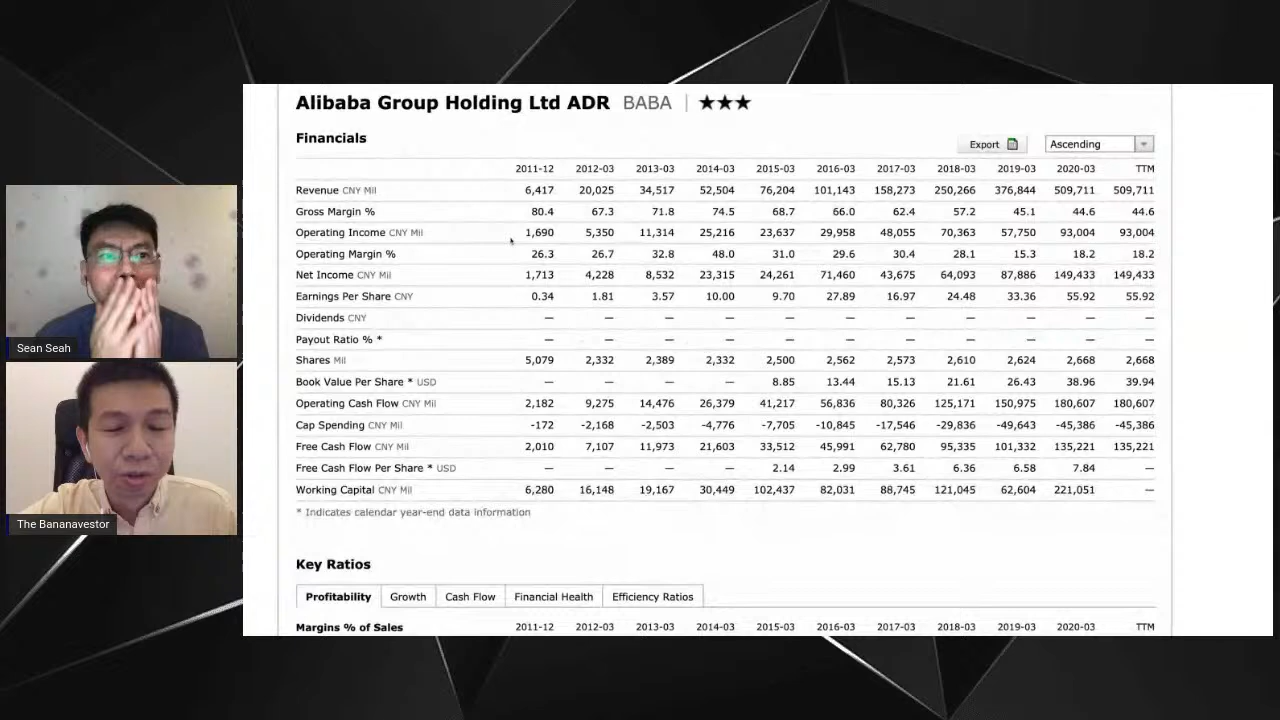 Alibaba Group Holding Ltd ADR BABA | ★★★
Financials
Export Ascending
2011-12 2012-03 2013-03 2014-03 2015-03 2016-03 2017-03 2018-03 2019-03 2020-03 TTM
Revenue CNY Mil 6,417 20,025 34,517 52,504 76,204 101,143 158,273 250,266 376,844 509,711 509,711
Gross Margin % 80.4 67.3 71.8 74.5 68.7 66.0 62.4 57.2 45.1 44.6 44.6
Operating Income CNY Mil 1,690 5,350 11,314 25,216 23,637 29,958 48,055 70,363 57,750 93,004 93,004
Operating Margin % 26.3 26.7 32.8 48.0 31.0 29.6 30.4 28.1 15.3 18.2 18.2
Net Income CNY Mil 1,713 4,228 8,532 23,315 24,261 71,460 43,675 64,093 87,886 149,433 149,433
Earnings Per Share CNY 0.34 1.81 3.57 10.00 9.70 27.89 16.97 24.48 33.36 55.92 55.92
Dividends CNY — — — — — — — — — — —
Payout Ratio % * — — — — — — — — — — —
Shares Mil 5,079 2,332 2,389 2,332 2,500 2,562 2,573 2,610 2,624 2,668 2,668
Book Value Per Share * USD — — — — 8.85 13.44 15.13 21.61 26.43 38.96 39.94
Operating Cash Flow CNY Mil 2,182 9,275 14,476 26,379 41,217 56,836 80,326 125,171 150,975 180,607 180,607
Cap Spending CNY Mil -172 -2,168 -2,503 -4,776 -7,705 -10,845 -17,546 -29,836 -49,643 -45,386 -45,386
Free Cash Flow CNY Mil 2,010 7,107 11,973 21,603 33,512 45,991 62,780 95,335 101,332 135,221 135,221
Free Cash Flow Per Share * USD — — — — 2.14 2.99 3.61 6.36 6.58 7.84 —
Working Capital CNY Mil 6,280 16,148 19,167 30,449 102,437 82,031 88,745 121,045 62,604 221,051 —
* Indicates calendar year-end data information
Key Ratios
Profitability Growth Cash Flow Financial Health Efficiency Ratios
Margins % of Sales 2011-12 2012-03 2013-03 2014-03 2015-03 2016-03 2017-03 2018-03 2019-03 2020-03 TTM
Sean Seah
The Bananavestor